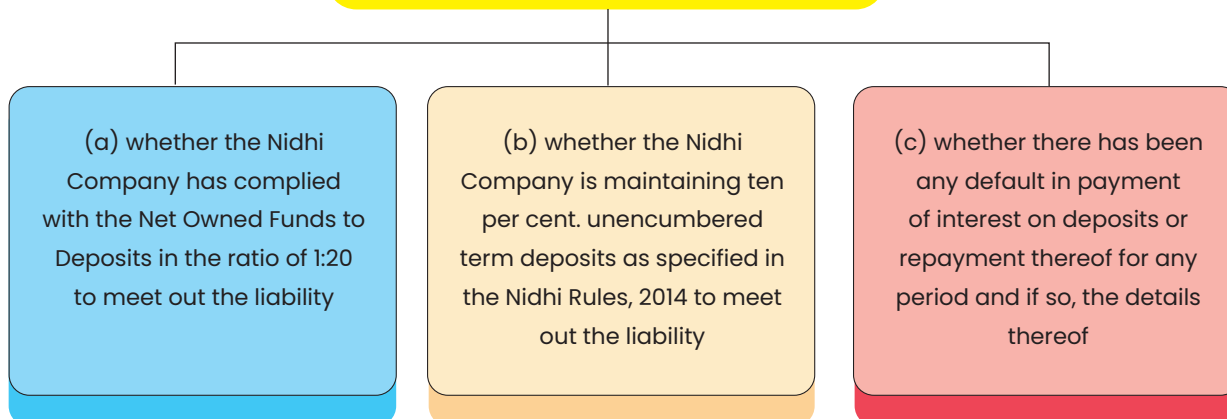 (a) whether the Nidhi
Company has complied
with the Net Owned Funds to
Deposits in the ratio of 1:20
to meet out the liability
(b) whether the Nidhi
Company is maintaining ten
per cent. unencumbered
term deposits as specified in
the Nidhi Rules, 2014 to meet
out the liability
(c) whether there has been
any default in payment
of interest on deposits or
repayment thereof for any
period and if so, the details
thereof